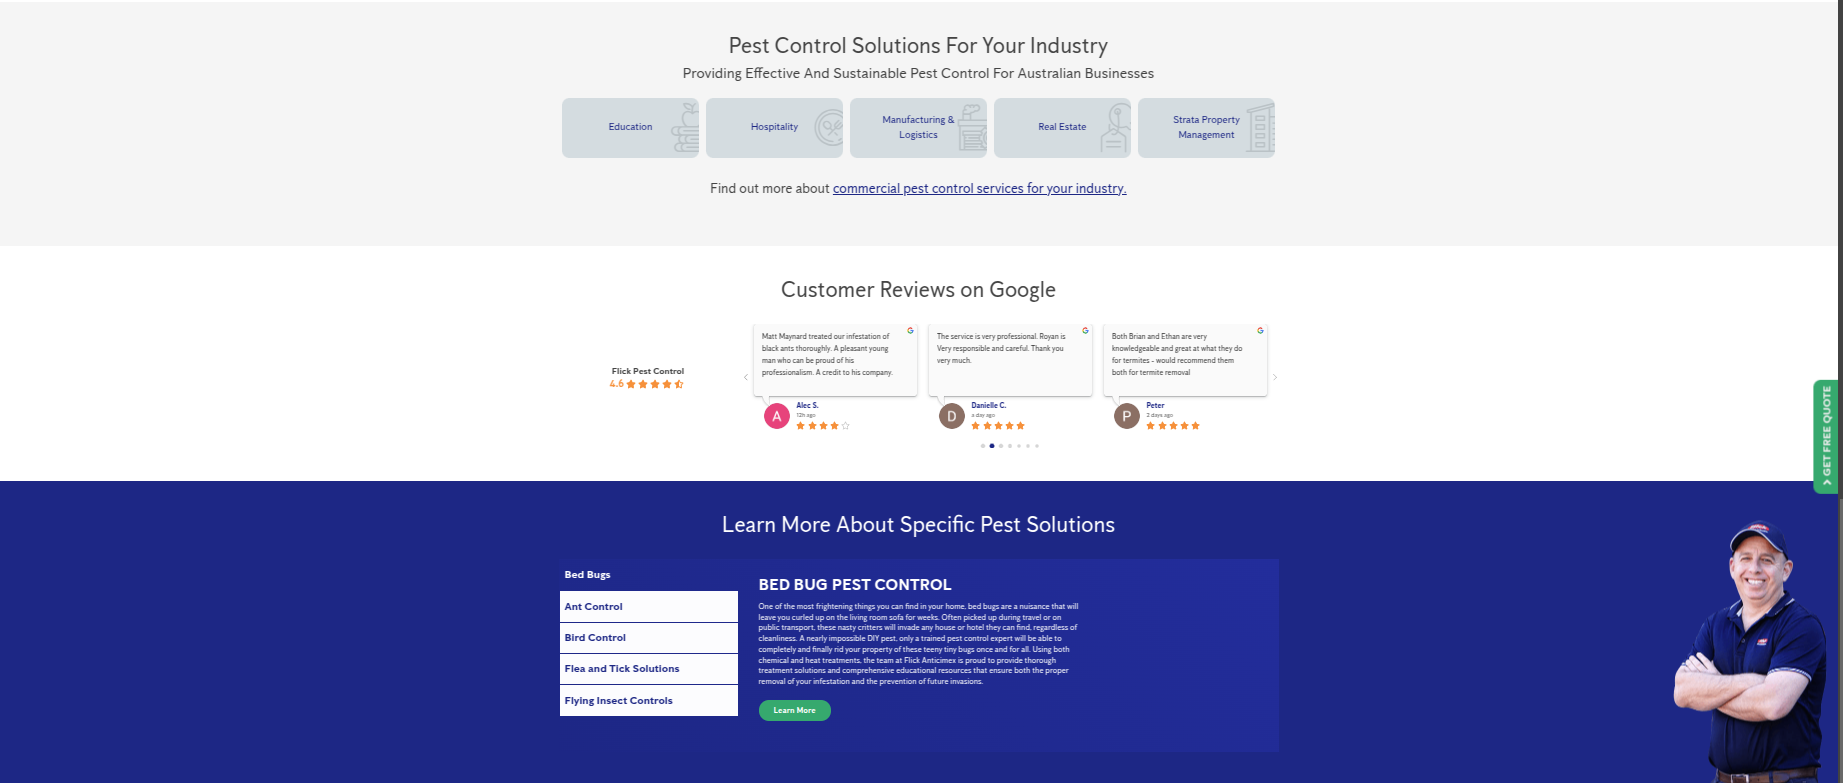 Pest Control Solutions For Your Industry
Providing Effective And Sustainable Pest Control For Australian Businesses
Education
Hospitality
Manufacturing &
Logistics
Real Estate
Strata Property
Management
Find out more about commercial pest control services for your industry.
Customer Reviews on Google
Flick Pest Control
4.6
Matt Maynard treated our infestation of
black ants thoroughly. A pleasant young
man who can be proud of his
professionalism. A credit to his company.
A
Alec S.
12h ago
The service is very professional. Royan is
Very responsible and careful. Thank you
very much.
D
Danielle C.
a day ago
Both Brian and Ethan are very
knowledgeable and great at what they do
for termites - would recommend them
both for termite removal
P
Peter
2 days ago
GET FREE QUOTE
Learn More About Specific Pest Solutions
Bed Bugs
Ant Control
Bird Control
Flea and Tick Solutions
Flying Insect Controls
BED BUG PEST CONTROL
One of the most frightening things you can find in your home, bed bugs are a nuisance that will
leave you curled up on the living room sofa for weeks. Often picked up during travel or on
public transport, these nasty critters will invade any house or hotel they can find, regardless of
cleanliness. A nearly impossible DIY pest, only a trained pest control expert will be able to
completely and finally rid your property of these teeny tiny bugs once and for all. Using both
chemical and heat treatments, the team at Flick Anticimex is proud to provide thorough
treatment solutions and comprehensive educational resources that ensure both the proper
removal of your infestation and the prevention of future invasions.
Learn More